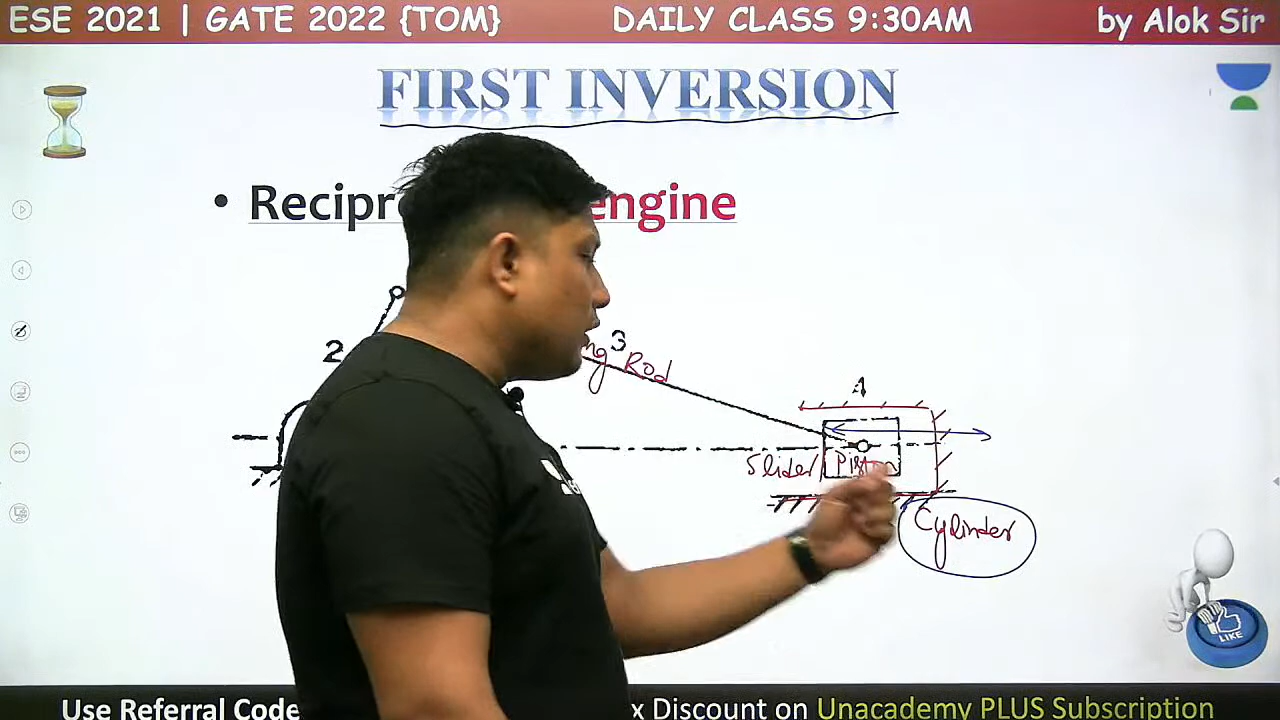 ESE 2021 | GATE 2022 {TOM} DAILY CLASS 9:30AM by Alok Sir
FIRST INVERSION
• engine
2
3
Rod
4
Slider/Piston
Cylinder
LIKE
Use Referral Code
Discount on Unacademy PLUS Subscription